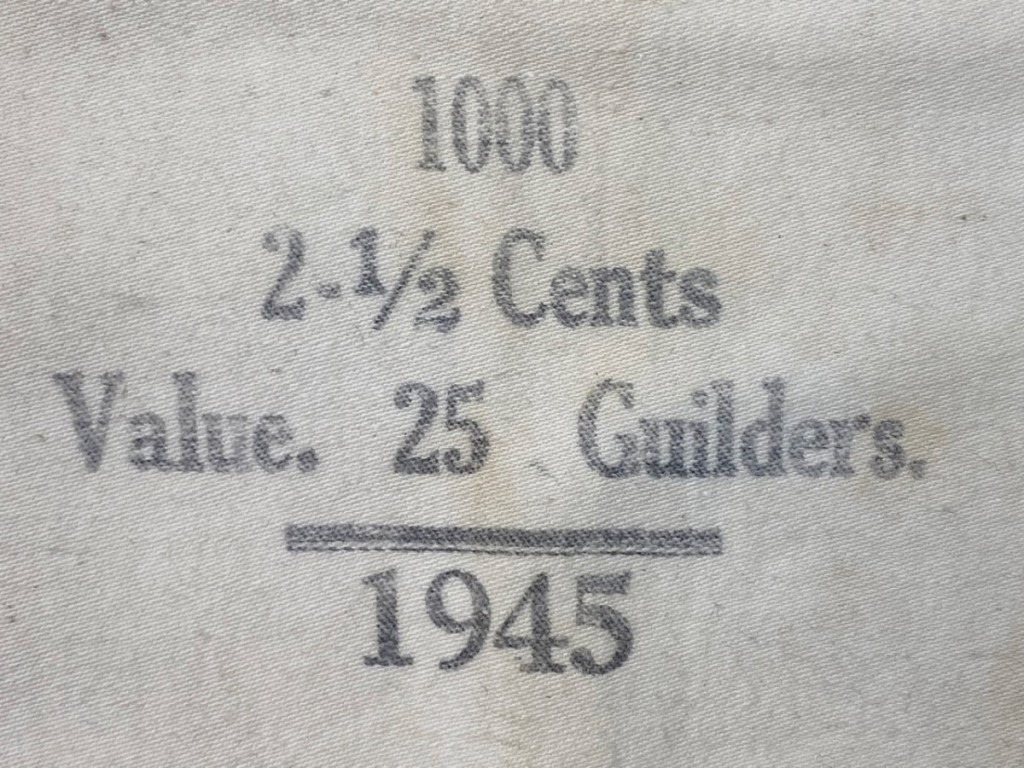 1000
2-1/2 Cents
Value. 25 Guilders.
1945